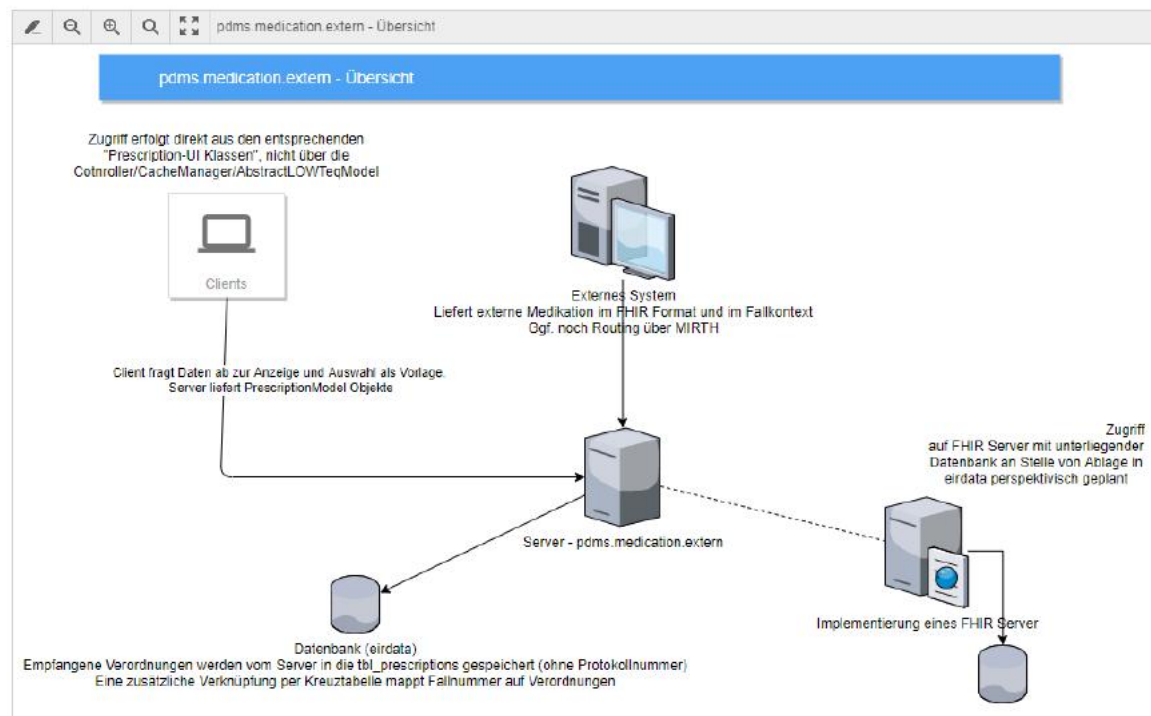 pdms.medication.extern - Übersicht
pdms.medication.extern - Übersicht
Zugriff erfolgt direkt aus den entsprechenden
"Prescription-UI Klassen", nicht über die
Cotnroller/CacheManager/AbstractLOWTeqModel
Clients
Externes System
Liefert externe Medikation im FHIR Format und im Fallkontext
Ggf. noch Routing über MIRTH
Client fragt Daten ab zur Anzeige und Auswahl als Vorlage.
Server liefert PrescriptionModel Objekte
Zugriff
auf FHIR Server mit unterliegender
Datenbank an Stelle von Ablage in
eirdata perspektivisch geplant
Server - pdms.medication.extern
Implementierung eines FHIR Server
Datenbank (eirdata)
Empfangene Verordnungen werden vom Server in die tbl_prescriptions gespeichert (ohne Protokollnummer)
Eine zusätzliche Verknüpfung per Kreuztabelle mappt Fallnummer auf Verordnungen